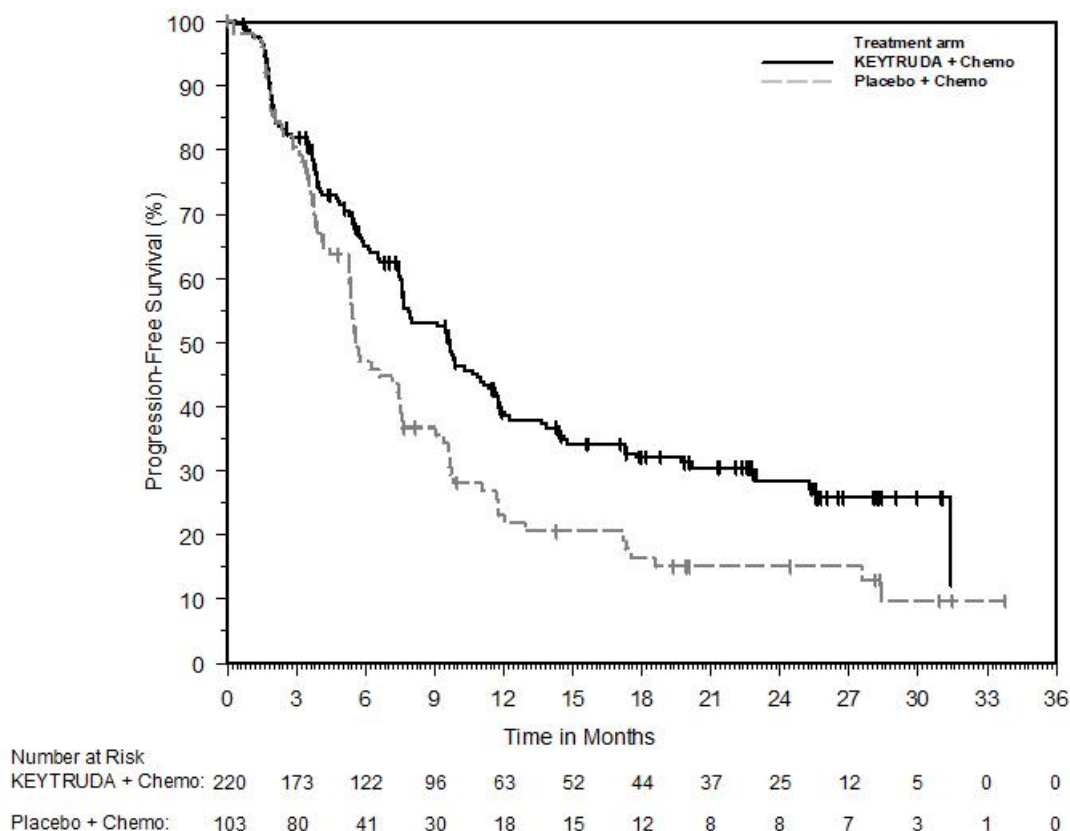 Treatment arm
KEYTRUDA + Chemo
Placebo + Chemo
Progression-Free Survival (%)
100
90
80
70
60
50
40
30
20
10
0
0 3 6 9 12 15 18 21 24 27 30 33 36
Time in Months
Number at Risk
KEYTRUDA + Chemo: 220 173 122 96 63 52 44 37 25 12 5 0 0
Placebo + Chemo: 103 80 41 30 18 15 12 8 8 7 3 1 0